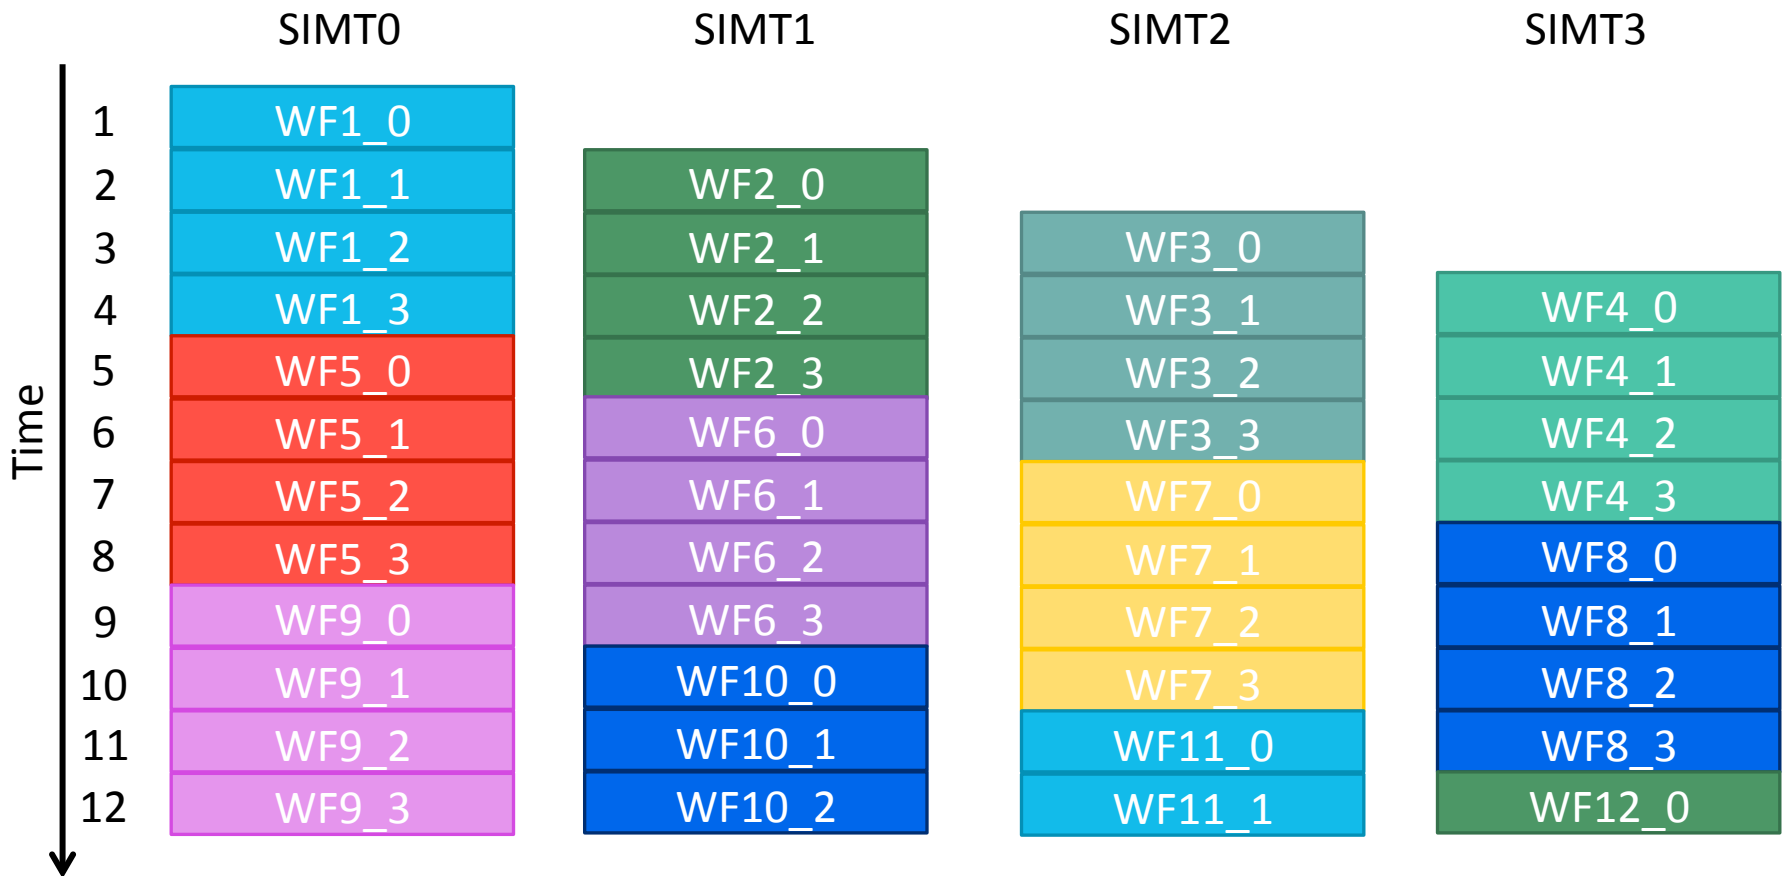 SIMT0 SIMT1 SIMT2 SIMT3
1 WF1_0
2 WF1_1 WF2_0
3 WF1_2 WF2_1 WF3_0
4 WF1_3 WF2_2 WF3_1 WF4_0
5 WF5_0 WF2_3 WF3_2 WF4_1
6 WF5_1 WF6_0 WF3_3 WF4_2
7 WF5_2 WF6_1 WF7_0 WF4_3
8 WF5_3 WF6_2 WF7_1 WF8_0
9 WF9_0 WF6_3 WF7_2 WF8_1
10 WF9_1 WF10_0 WF7_3 WF8_2
11 WF9_2 WF10_1 WF11_0 WF8_3
12 WF9_3 WF10_2 WF11_1 WF12_0
Time